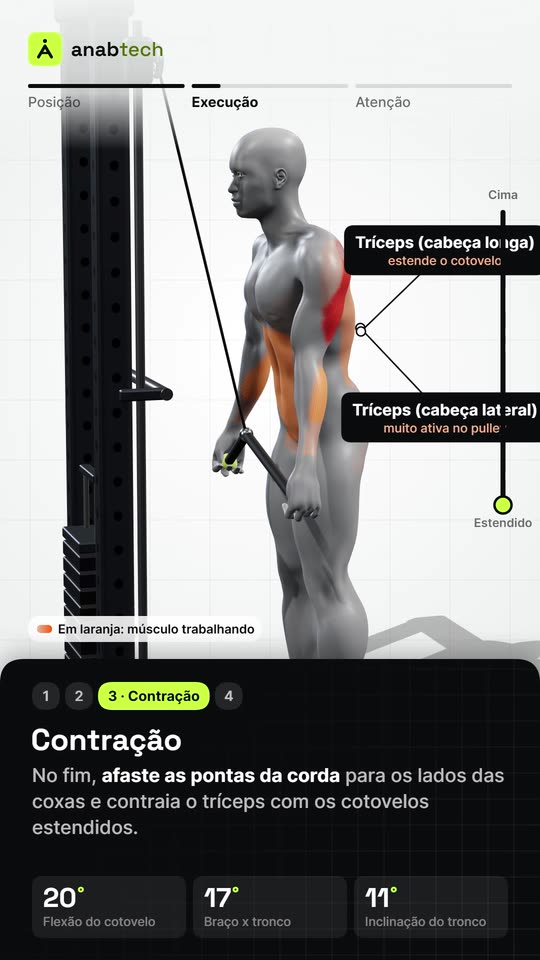 anabtech
Posição
Execução
Atenção
Cima
Tríceps (cabeça longa)
estende o cotovelo
Tríceps (cabeça lateral)
muito ativa no
Estendido
Em laranja: músculo trabalhando
1
2
3 · Contração
4
Contração
No fim, afaste as pontas da corda para os lados das
coxas e contraia o tríceps com os cotovelos
estendidos.
20°
17°
11°
Flexão do cotovelo
Braço x tronco
Inclinação do tronco